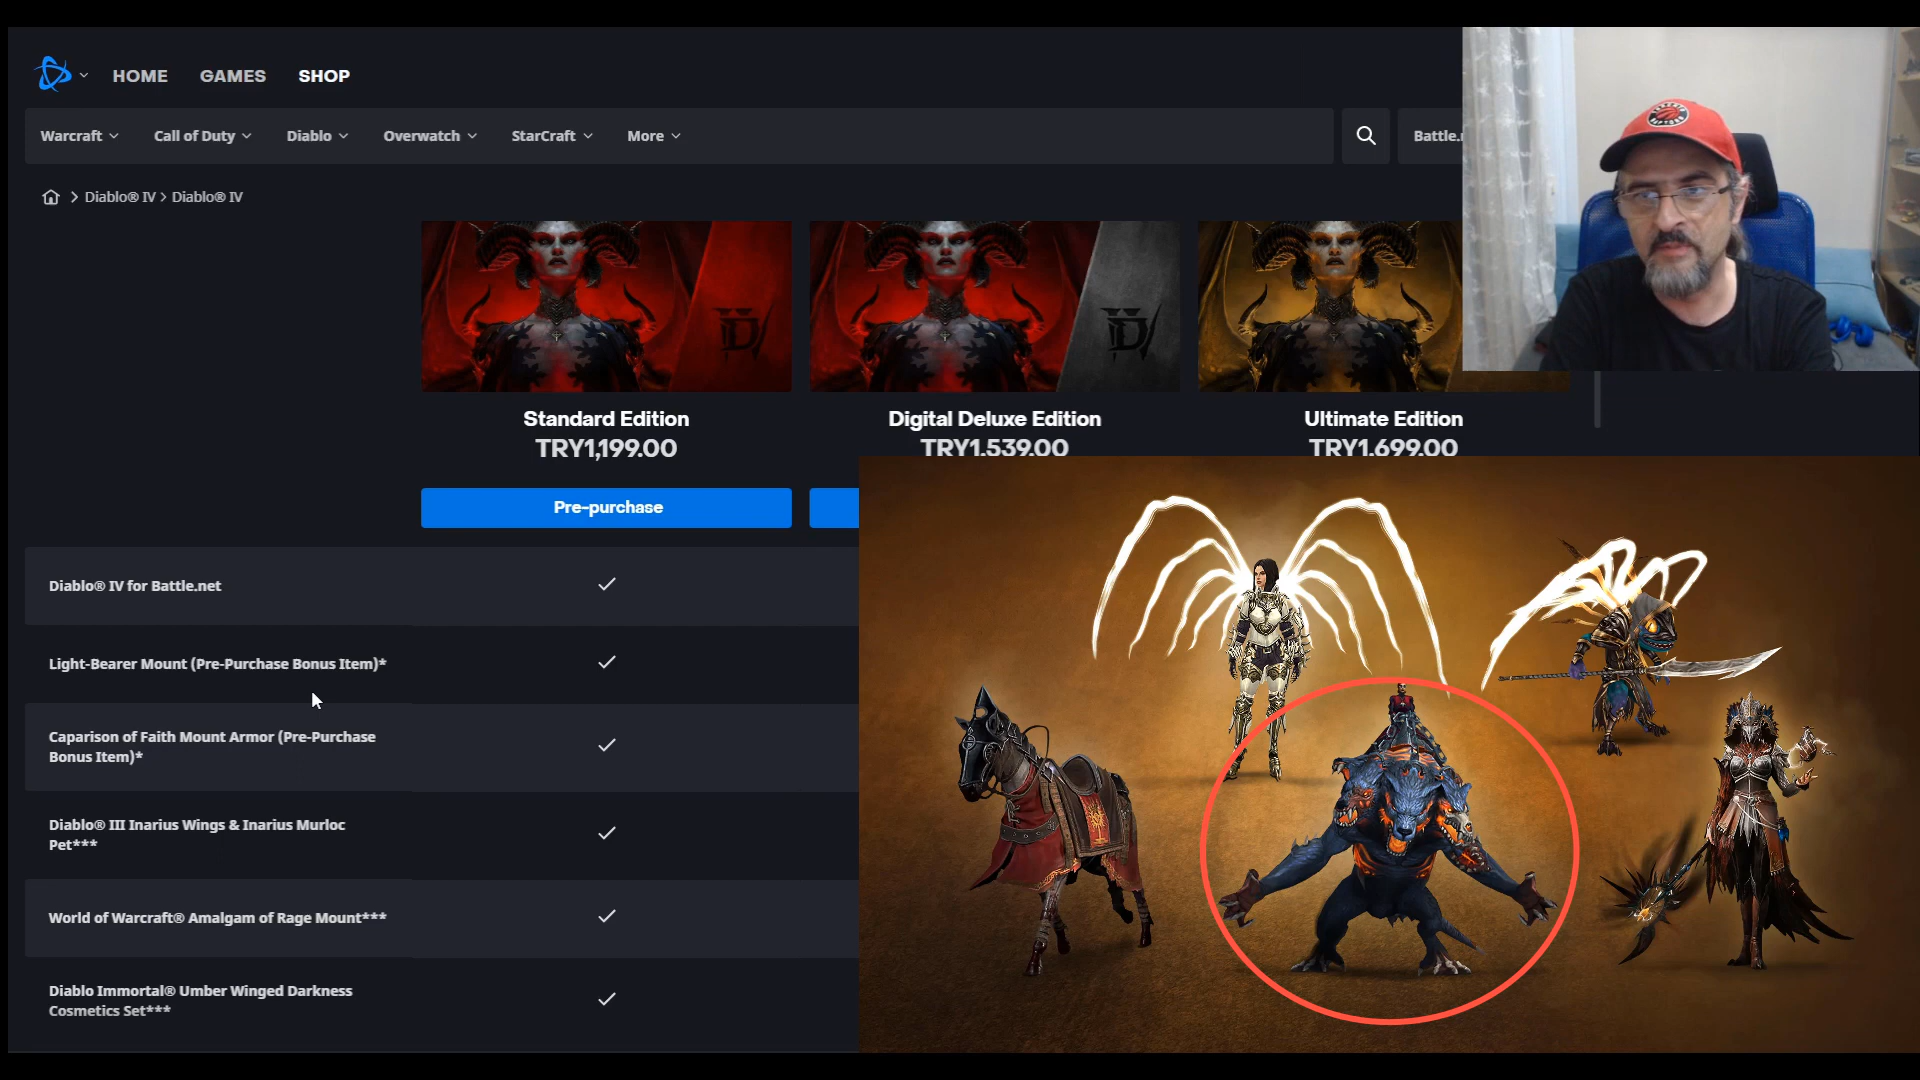 HOME GAMES SHOP
Warcraft Call of Duty Diablo Overwatch StarCraft More Battle.
Diablo® IV > Diablo® IV
Standard Edition Digital Deluxe Edition Ultimate Edition
TRY1,199.00 TRY1,539.00 TRY1,699.00
Pre-purchase
Diablo® IV for Battle.net
Light-Bearer Mount (Pre-Purchase Bonus Item)*
Caparison of Faith Mount Armor (Pre-Purchase
Bonus Item)*
Diablo® III Inarius Wings & Inarius Murloc
Pet***
World of Warcraft® Amalgam of Rage Mount***
Diablo Immortal® Umber Winged Darkness
Cosmetics Set***